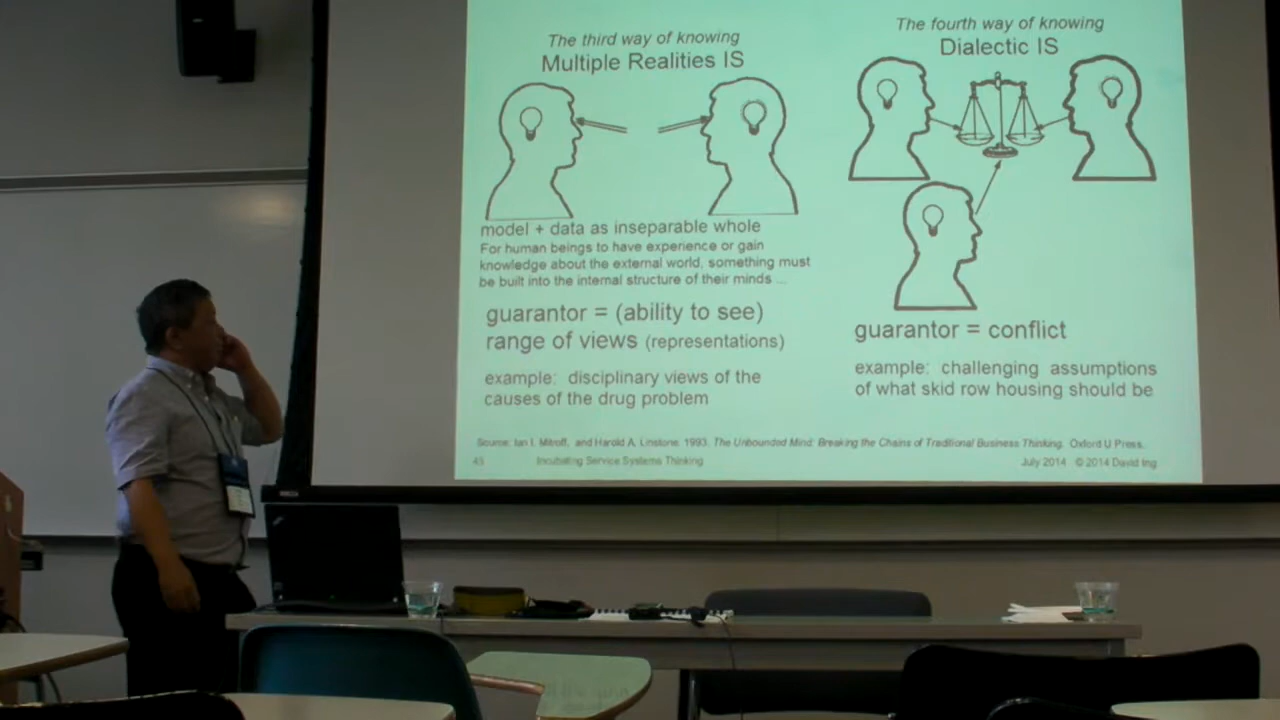 The third way of knowing
Multiple Realities IS
model + data as inseparable whole
For human beings to have experience or gain
knowledge about the external world, something must
be built into the internal structure of their minds ...
guarantor = (ability to see)
range of views (representations)
example: disciplinary views of the
causes of the drug problem
The fourth way of knowing
Dialectic IS
guarantor = conflict
example: challenging assumptions
of what skid row housing should be
Source: Ian I. Mitroff, and Harold A. Linstone. 1993. The Unbounded Mind: Breaking the Chains of Traditional Business Thinking. Oxford U Press.
49 Incubating Service Systems Thinking
July 2014 © 2014 David Ing